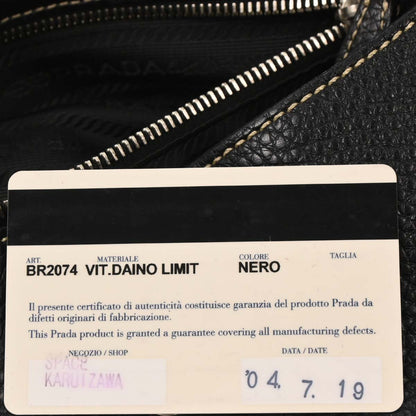 ART. MATERIALE COLORE TAGLIA
BR2074 VIT.DAINO LIMIT NERO
Il presente certificato di autenticità costituisce garanzia del prodotto Prada da
difetti originari di fabbricazione.
This Prada product is granted a guarantee covering all manufacturing defects.
NEGOZIO / SHOP DATA / DATE
SPACE
KARUIZAWA '04. 7. 19